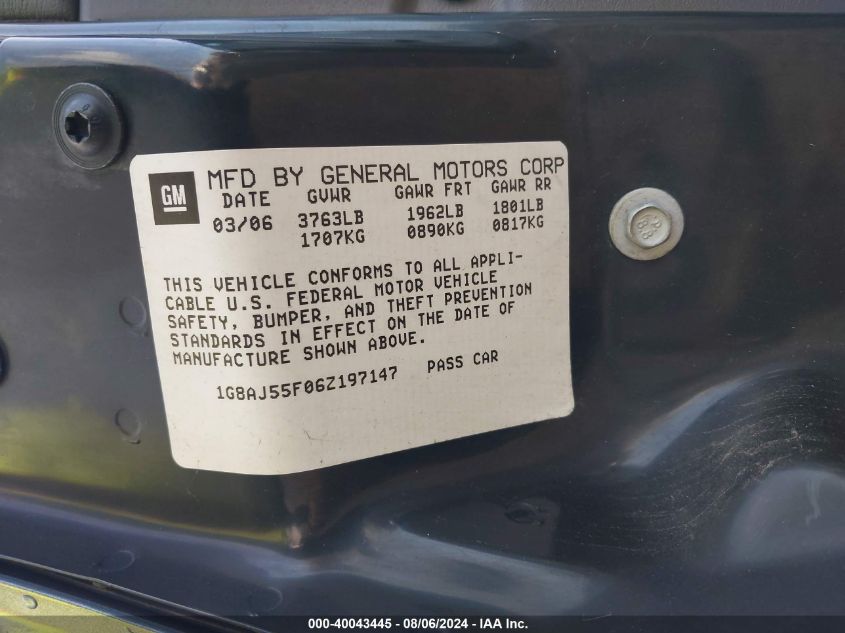 GM
MFD BY GENERAL MOTORS CORP
DATE GVWR GAWR FRT GAWR RR
03/06 3763LB 1962LB 1801LB
1707KG 0890KG 0817KG
THIS VEHICLE CONFORMS TO ALL APPLI-
CABLE U.S. FEDERAL MOTOR VEHICLE
SAFETY, BUMPER, AND THEFT PREVENTION
STANDARDS IN EFFECT ON THE DATE OF
MANUFACTURE SHOWN ABOVE.
1G8AJ55F06Z197147 PASS CAR
000-40043445 - 08/06/2024 - IAA Inc.